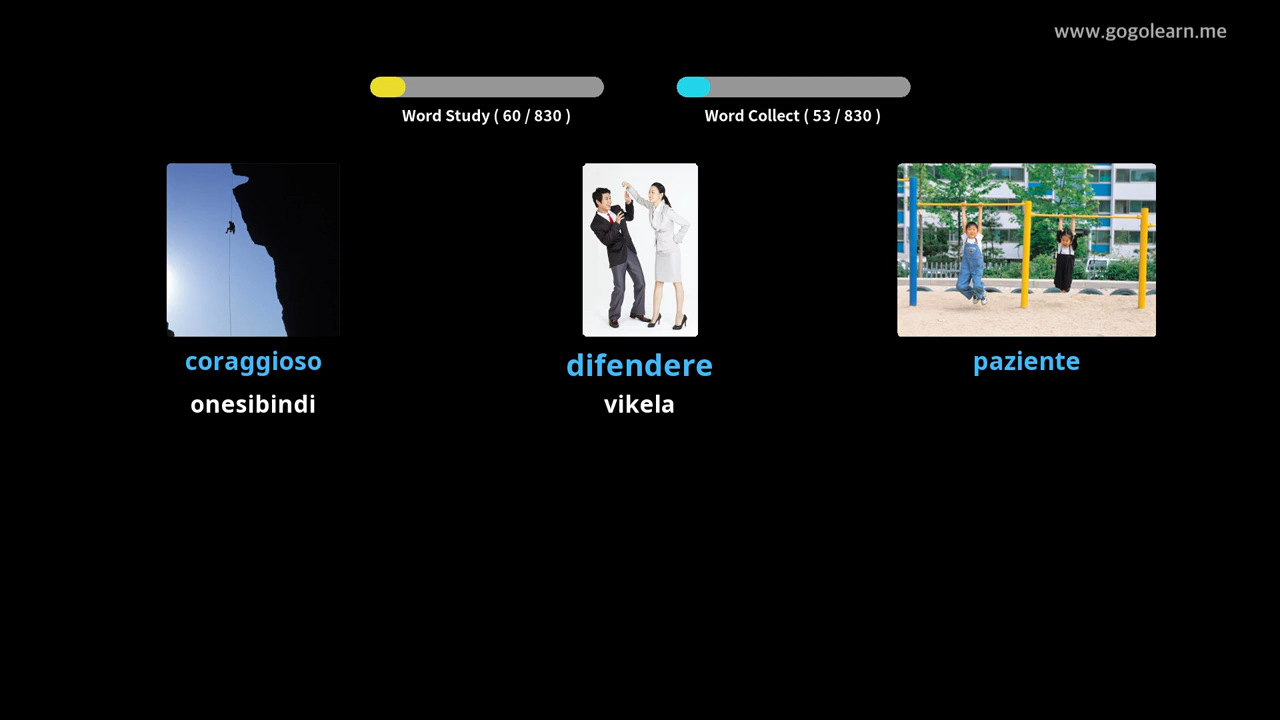 www.gogolearn.me
Word Study ( 60 / 830 )
Word Collect ( 53 / 830 )
coraggioso
difendere
paziente
onesibindi
vikela